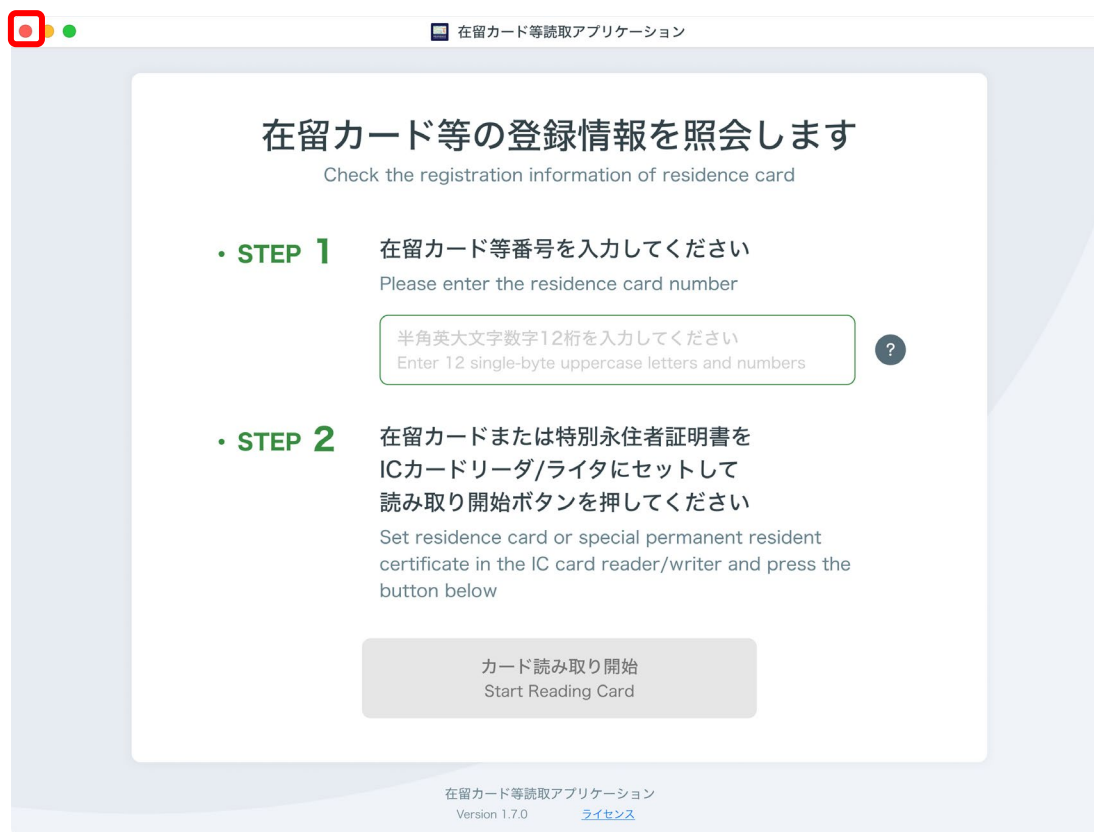 在留カード等読取アプリケーション
在留カード等の登録情報を照会します
Check the registration information of residence card
• STEP 1
在留カード等番号を入力してください
Please enter the residence card number
半角英大文字数字12桁を入力してください
Enter 12 single-byte uppercase letters and numbers
?
• STEP 2
在留カードまたは特別永住者証明書を
ICカードリーダ/ライタにセットして
読み取り開始ボタンを押してください
Set residence card or special permanent resident
certificate in the IC card reader/writer and press the
button below
カード読み取り開始
Start Reading Card
在留カード等読取アプリケーション
Version 1.7.0 ライセンス